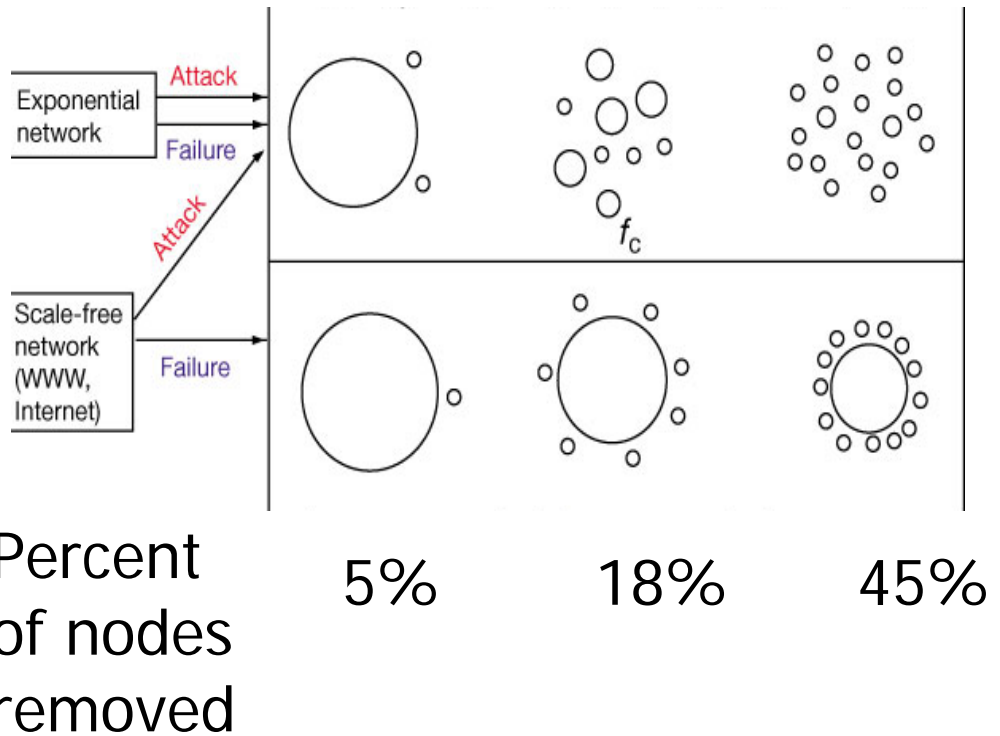 Attack
Exponential
network
Failure
Attack
fc
Scale-free
network
(WWW,
Internet)
Failure
Percent
of nodes
removed
5%
18%
45%